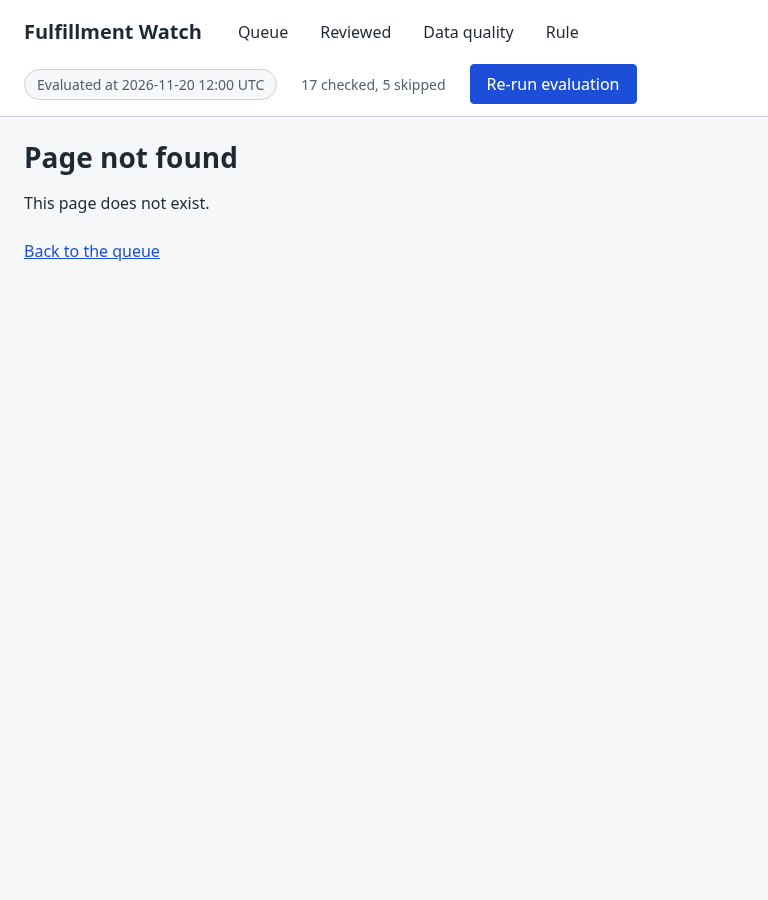 Fulfillment Watch Queue Reviewed Data quality Rule
Evaluated at 2026-11-20 12:00 UTC 17 checked, 5 skipped Re-run evaluation
Page not found
This page does not exist.
Back to the queue